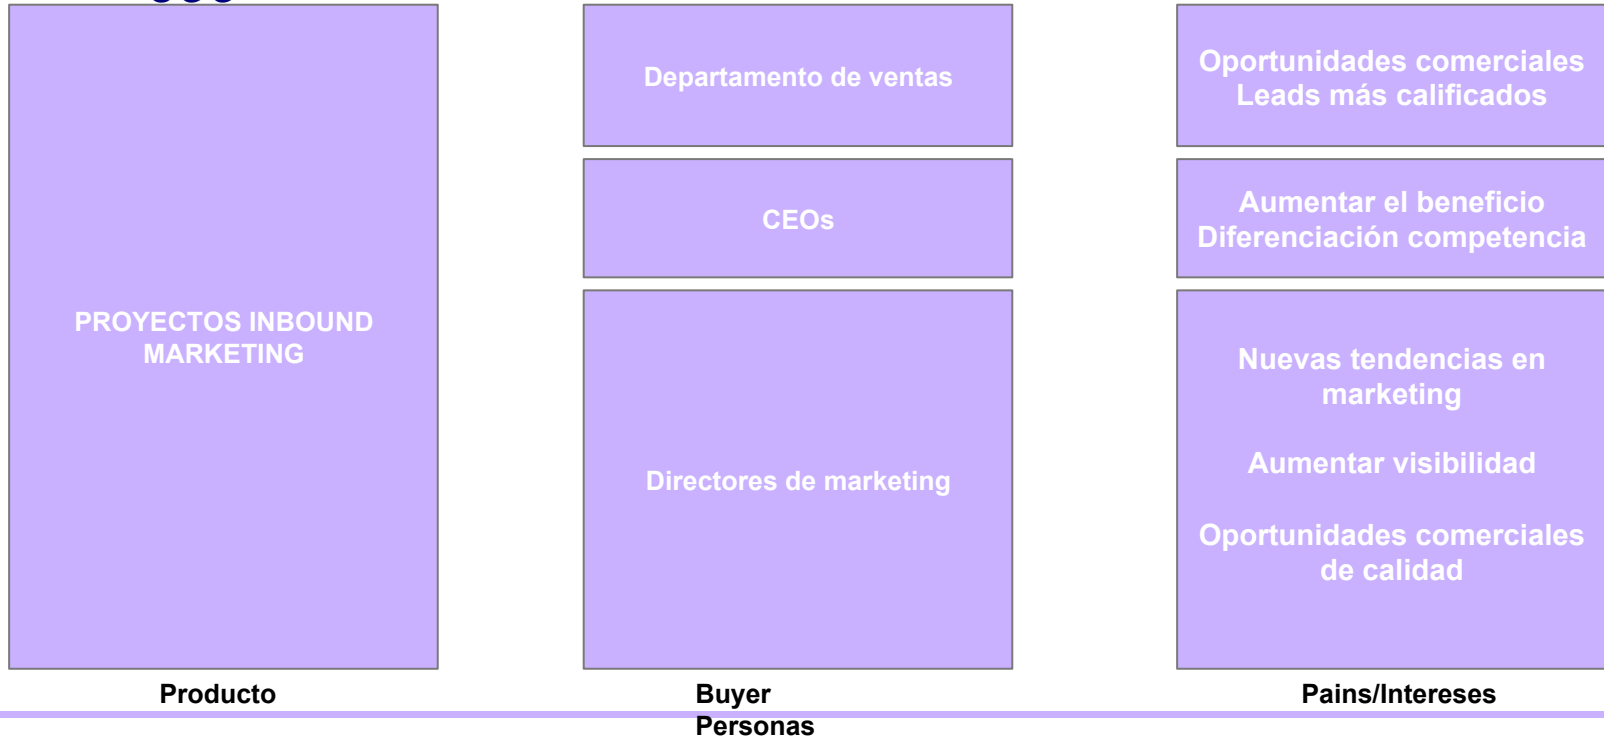 PROYECTOS INBOUND
MARKETING
Departamento de ventas
CEOs
Directores de marketing
Oportunidades comerciales
Leads más calificados
Aumentar el beneficio
Diferenciación competencia
Nuevas tendencias en
marketing
Aumentar visibilidad
Oportunidades comerciales
de calidad
Producto
Buyer
Personas
Pains/Intereses